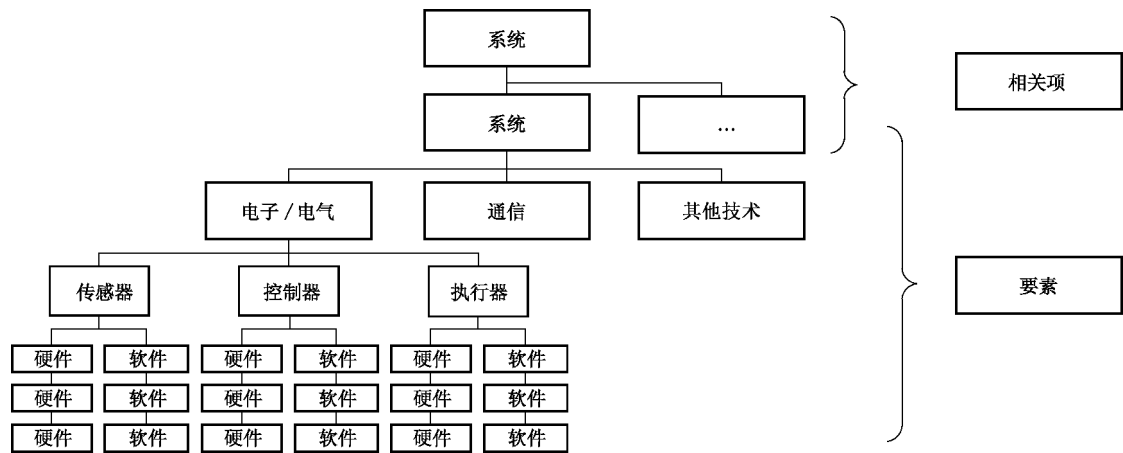 系统
相关项
系统
...
电子/电气
通信
其他技术
要素
传感器
控制器
执行器
硬件 软件 硬件 软件 硬件 软件
硬件 软件 硬件 软件 硬件 软件
硬件 软件 硬件 软件 硬件 软件